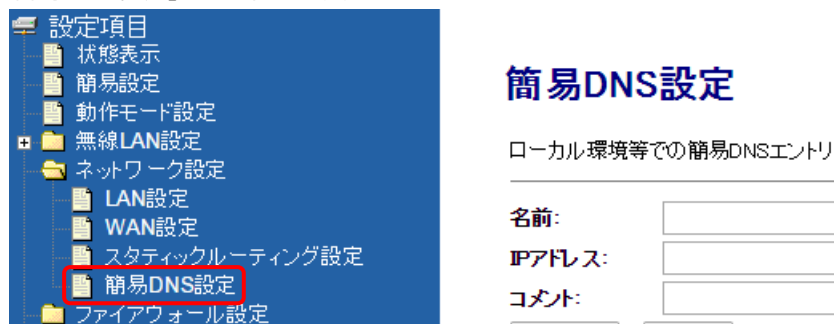 設定項目
状態表示
簡易設定
動作モード設定
無線LAN設定
ネットワーク設定
LAN設定
WAN設定
スタティックルーティング設定
簡易DNS設定
ファイアウォール設定
簡易DNS設定
ローカル環境等での簡易DNSエントリ
名前:
IPアドレス:
コメント: